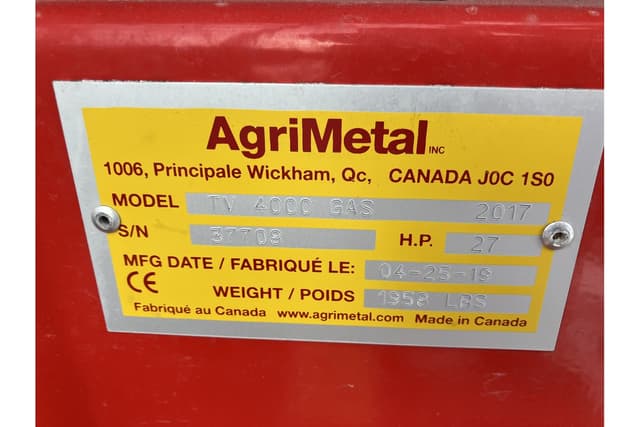 AgriMetal INC
1006, Principale Wickham, Qc, CANADA J0C 1S0
MODEL TV 4000 GAS 2017
S/N 37708 H.P. 27
MFG DATE / FABRIQUÉ LE: 04-25-19
CE WEIGHT / POIDS 1958 LBS
Fabriqué au Canada www.agrimetal.com Made in Canada